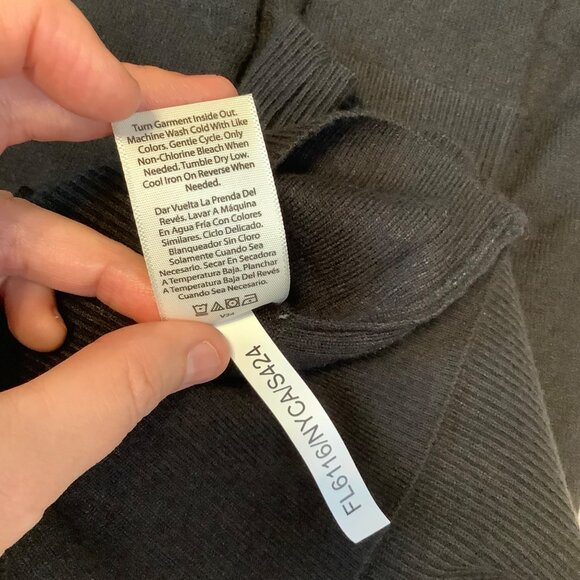 Turn Garment Inside Out.
Machine Wash Cold With Like
Colors. Gentle Cycle. Only
Non-Chlorine Bleach When
Needed. Tumble Dry Low.
Cool Iron On Reverse When
Needed.
Dar Vuelta La Prenda Del
Revés. Lavar A Máquina
En Agua Fría Con Colores
Similares. Ciclo Delicado.
Blanqueador Sin Cloro
Solamente Cuando Sea
Necesario. Secar En Secadora
A Temperatura Baja. Planchar
A Temperatura Baja Del Revés
Cuando Sea Necesario.
FL6116/NYCA/S424